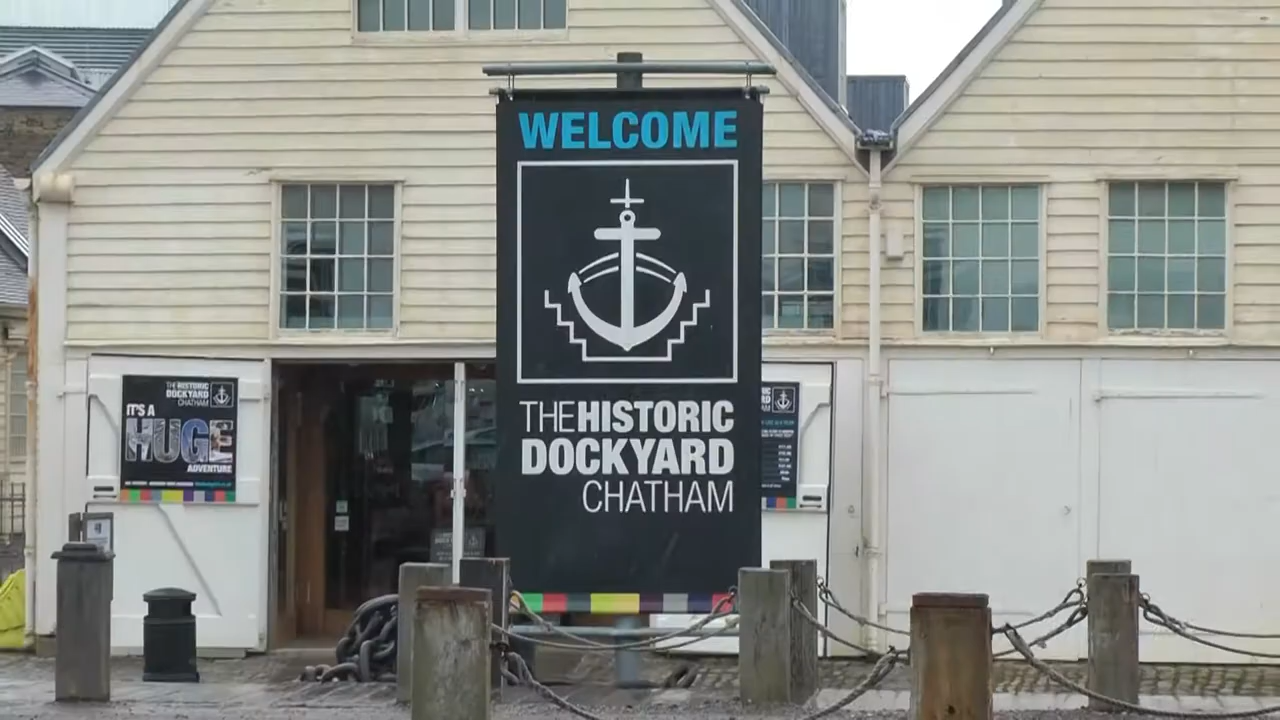 WELCOME
THE HISTORIC
DOCKYARD
CHATHAM
THE HISTORIC
DOCKYARD
CHATHAM
IT'S A
HUGE
ADVENTURE